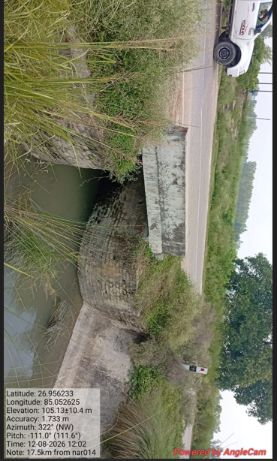 Latitude: 26.956233
Longitude: 85.052625
Elevation: 105.13±10.4 m
Accuracy: 1.733 m
Azimuth: 322° (NW)
Pitch: -111.0° (111.6°)
Time: 12-08-2026 12:02
Note: 17.5km from nar014
Powered by AngleCam